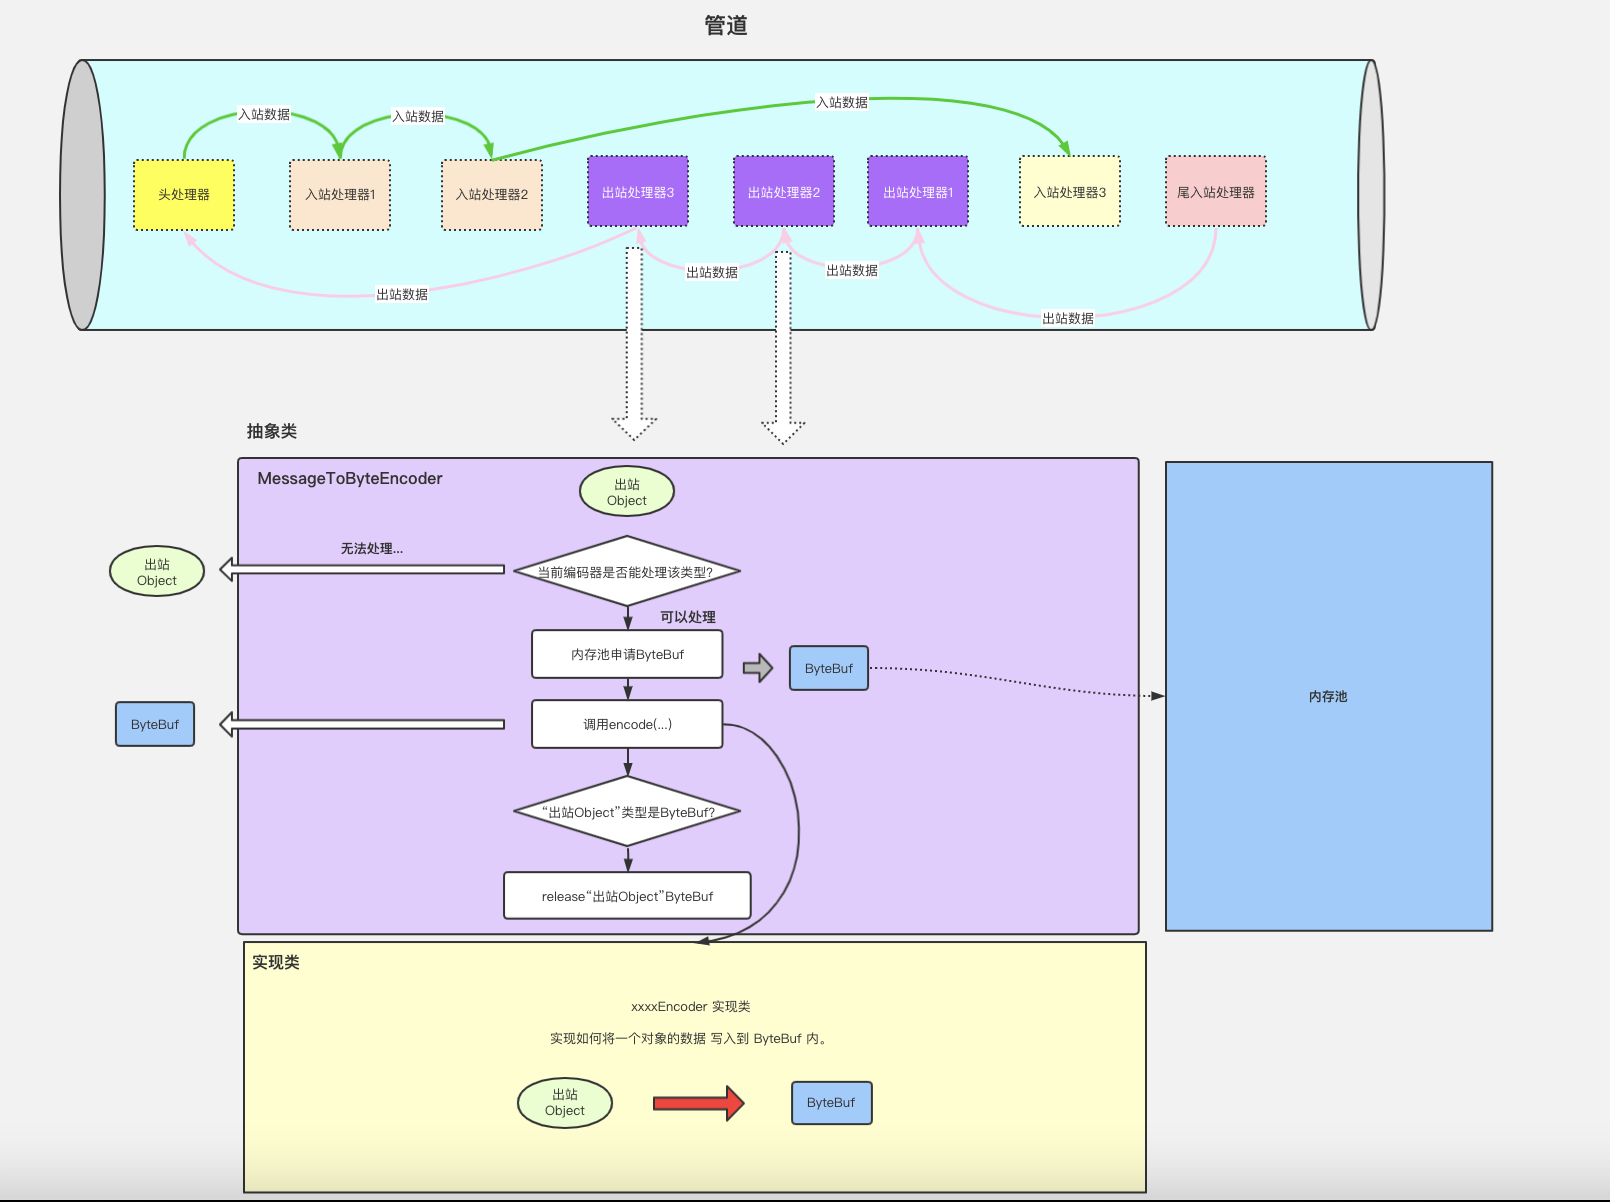 管道
入站数据
入站数据
入站数据
头处理器
入站处理器1
入站处理器2
出站处理器3
出站处理器2
出站处理器1
入站处理器3
尾入站处理器
出站数据
出站数据
出站数据
出站数据
抽象类
MessageToByteEncoder
出站
Object
无法处理...
出站
Object
当前编码器是否能处理该类型?
可以处理
内存池申请ByteBuf
ByteBuf
内存池
ByteBuf
调用encode(...)
“出站Object”类型是ByteBuf?
release“出站Object”ByteBuf
实现类
xxxxEncoder 实现类
实现如何将一个对象的数据 写入到 ByteBuf 内。
出站
Object
ByteBuf